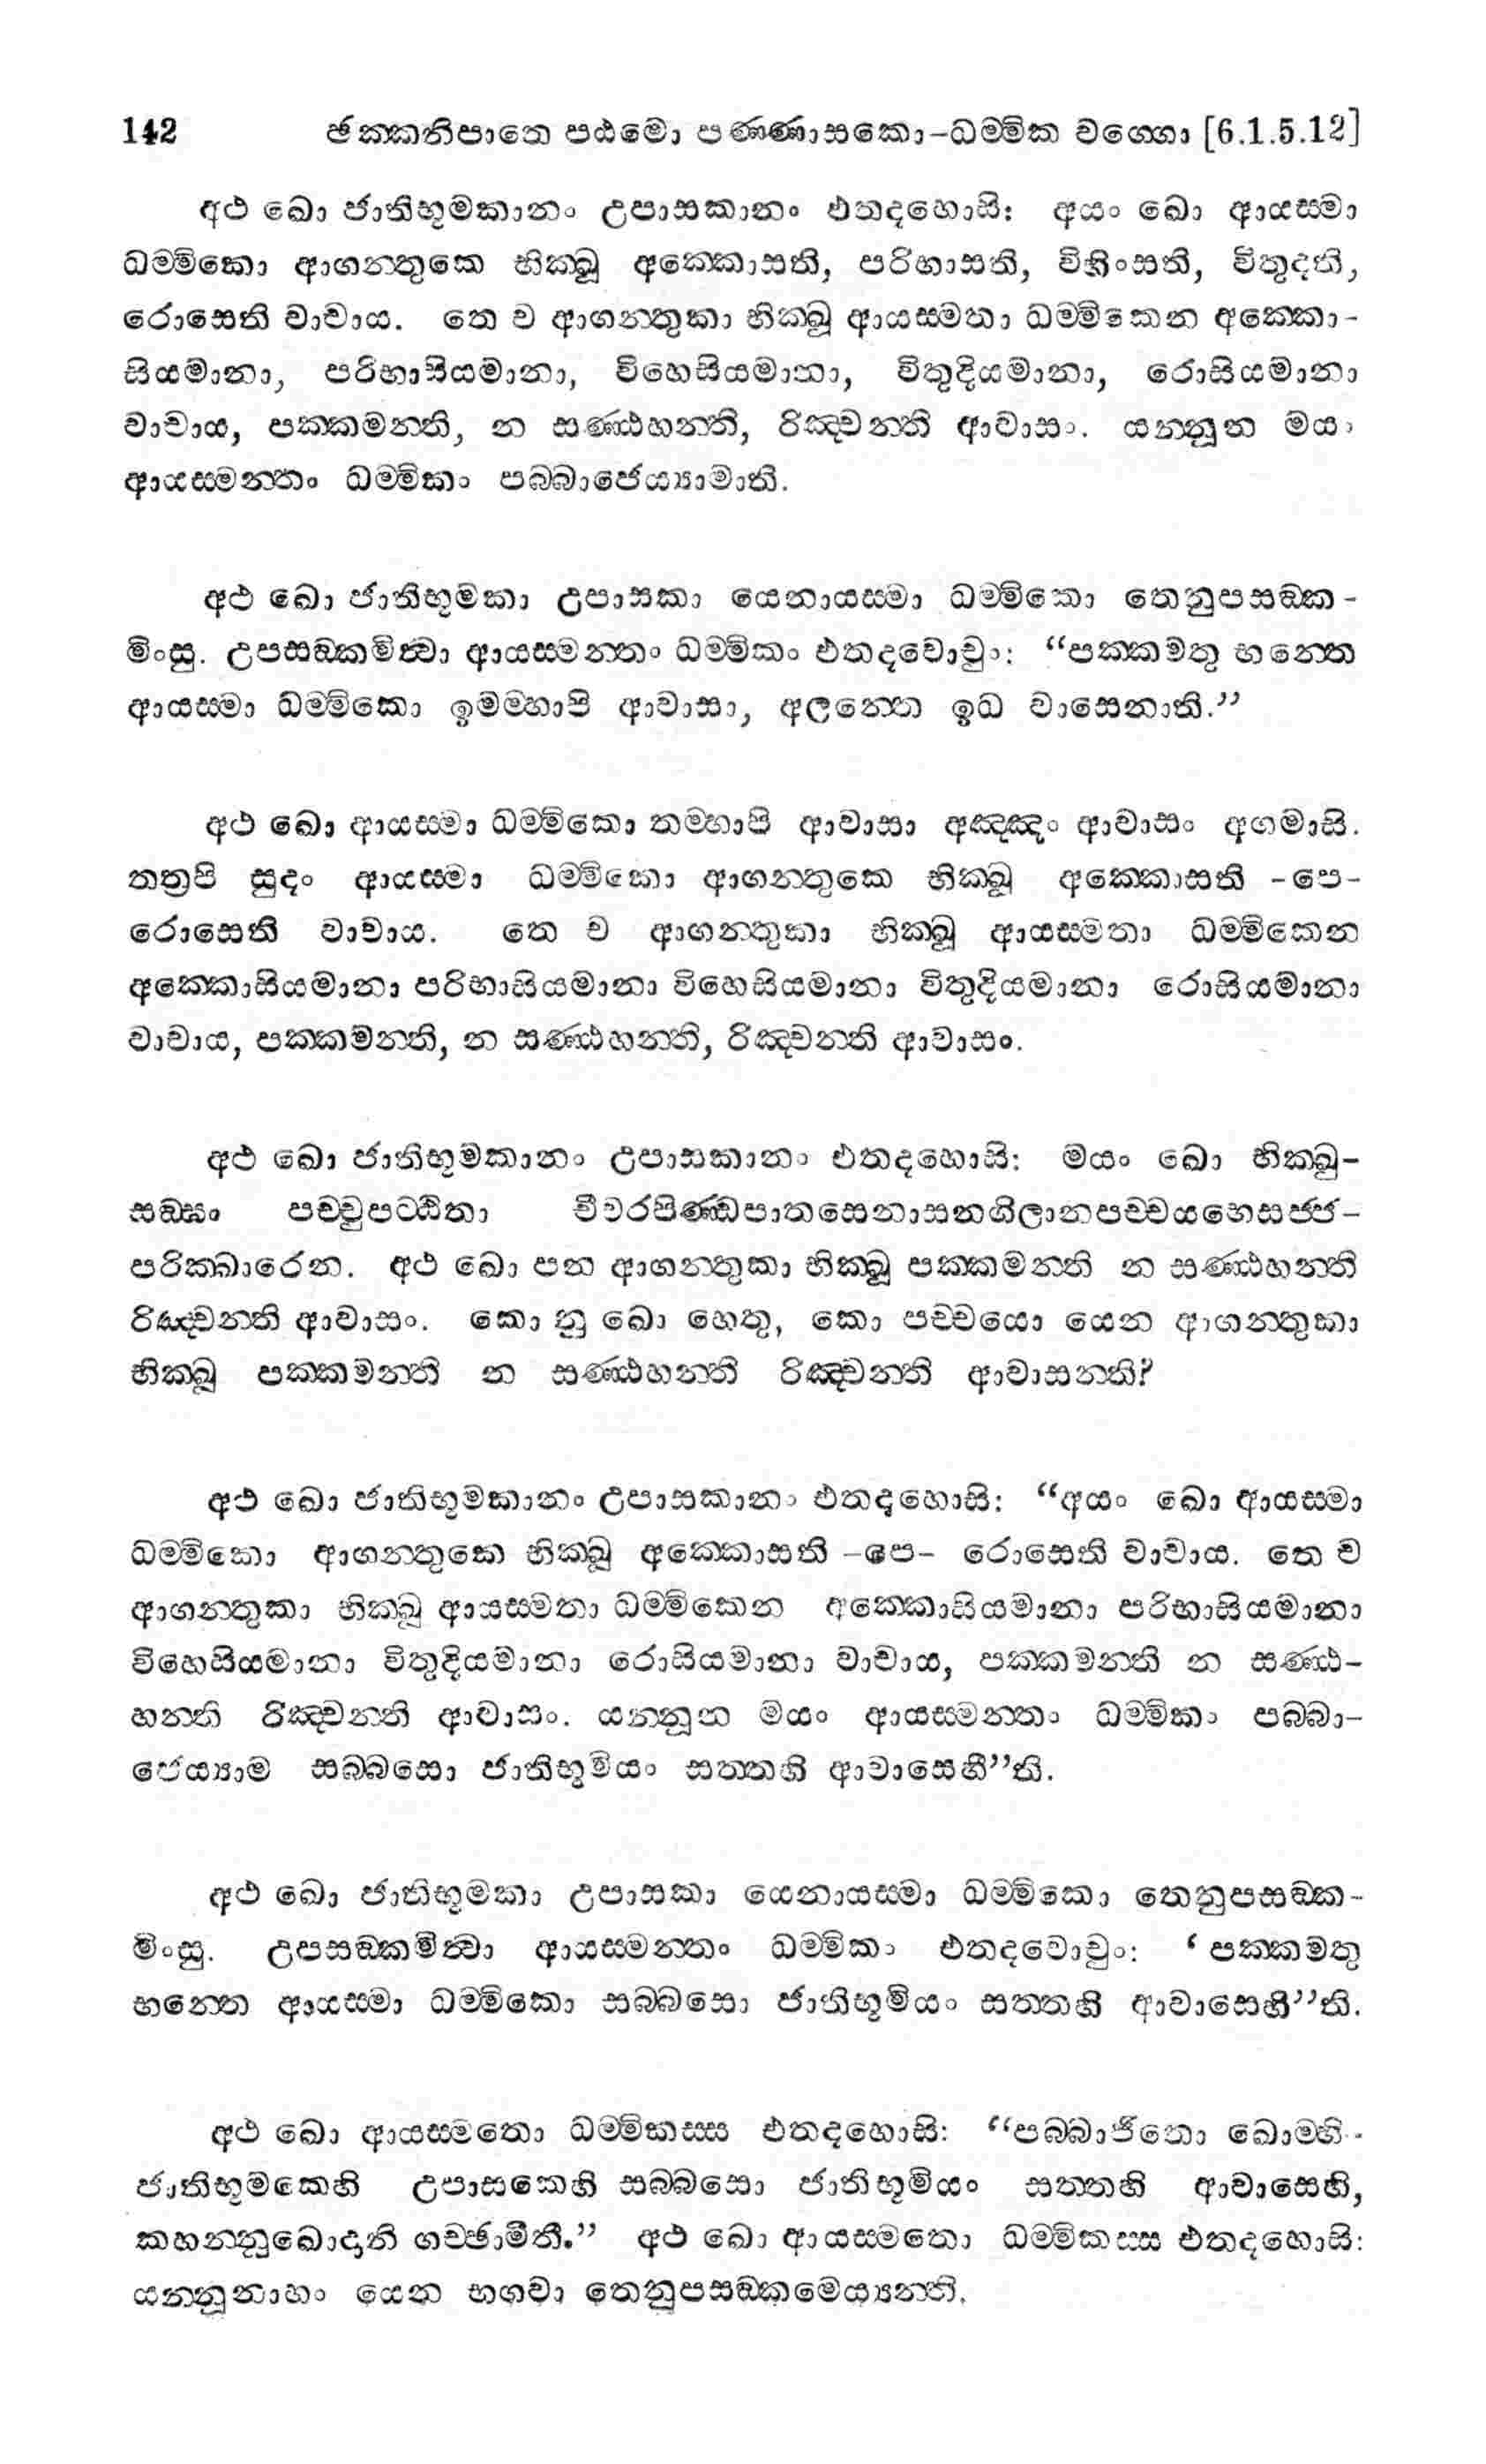 142 ඡක්කනිපාතෙ පඨමො පණ්ණාසකො-ධම්මික වග්ගො [6.1.5.12]
අථ ඛො ජාතිභූමකානං උපාසකානං එතදහොසි: අයං ඛො ආයස්මා
ධම්මිකො ආගන්තුකෙ භික්ඛූ අක්කොසති, පරිභාසති, විහිංසති, විතුදති,
රොසෙති වාචාය. තෙ ච ආගන්තුකා භික්ඛූ ආයස්මතා ධම්මිකෙන අක්කො-
සියමානා, පරිභාසියමානා, විහෙසියමානා, විතුදියමානා, රොසියමානා
වාචාය, පක්කමන්ති, න සණ්ඨහන්ති, රිඤ්චන්ති ආවාසං. යන්නූන මයං
ආයස්මන්තං ධම්මිකං පබ්බාජෙය්‍යාමාති.
අථ ඛො ජාතිභූමකා උපාසකා යෙනායස්මා ධම්මිකො තෙනුපසඞ්ක-
මිංසු. උපසඞ්කමිත්වා ආයස්මන්තං ධම්මිකං එතදවොචුං: “පක්කමතු භන්තෙ
ආයස්මා ධම්මිකො ඉමම්හාපි ආවාසා, අලන්තෙ ඉධ වාසෙනාති.”
අථ ඛො ආයස්මා ධම්මිකො තම්හාපි ආවාසා අඤ්ඤං ආවාසං අගමාසි.
තත්‍රපි සුදං ආයස්මා ධම්මිකො ආගන්තුකෙ භික්ඛූ අක්කොසති -පෙ-
රොසෙති වාචාය. තෙ ච ආගන්තුකා භික්ඛූ ආයස්මතා ධම්මිකෙන
අක්කොසියමානා පරිභාසියමානා විහෙසියමානා විතුදියමානා රොසියමානා
වාචාය, පක්කමන්ති, න සණ්ඨහන්ති, රිඤ්චන්ති ආවාසං.
අථ ඛො ජාතිභූමකානං උපාසකානං එතදහොසි: මයං ඛො භික්ඛු-
සඞ්ඝං පච්චුපට්ඨිතා චීවරපිණ්ඩපාතසෙනාසනගිලානපච්චයභෙසජ්ජ-
පරික්ඛාරෙන. අථ ඛො පන ආගන්තුකා භික්ඛූ පක්කමන්ති න සණ්ඨහන්ති
රිඤ්චන්ති ආවාසං. කො නු ඛො හෙතු, කො පච්චයො යෙන ආගන්තුකා
භික්ඛූ පක්කමන්ති න සණ්ඨහන්ති රිඤ්චන්ති ආවාසන්ති?
අථ ඛො ජාතිභූමකානං උපාසකානං එතදහොසි: “අයං ඛො ආයස්මා
ධම්මිකො ආගන්තුකෙ භික්ඛූ අක්කොසති -පෙ- රොසෙති වාචාය. තෙ ච
ආගන්තුකා භික්ඛූ ආයස්මතා ධම්මිකෙන අක්කොසියමානා පරිභාසියමානා
විහෙසියමානා විතුදියමානා රොසියමානා වාචාය, පක්කමන්ති න සණ්ඨ-
හන්ති රිඤ්චන්ති ආවාසං. යන්නූන මයං ආයස්මන්තං ධම්මිකං පබ්බා-
ජෙය්‍යාම සබ්බසො ජාතිභූමියං සත්තහි ආවාසෙහී”ති.
අථ ඛො ජාතිභූමකා උපාසකා යෙනායස්මා ධම්මිකො තෙනුපසඞ්ක-
මිංසු. උපසඞ්කමිත්වා ආයස්මන්තං ධම්මිකං එතදවොචුං: ‘පක්කමතු
භන්තෙ ආයස්මා ධම්මිකො සබ්බසො ජාතිභූමියං සත්තහි ආවාසෙහී”ති.
අථ ඛො ආයස්මතො ධම්මිකස්ස එතදහොසි: “පබ්බාජිතො ඛොම්හි-
ජාතිභූමකෙහි උපාසකෙහි සබ්බසො ජාතිභූමියං සත්තහි ආවාසෙහි,
කහන්නුඛොදානි ගච්ඡාමීති.” අථ ඛො ආයස්මතො ධම්මිකස්ස එතදහොසි:
යන්නූනාහං යෙන භගවා තෙනුපසඞ්කමෙය්‍යන්ති.